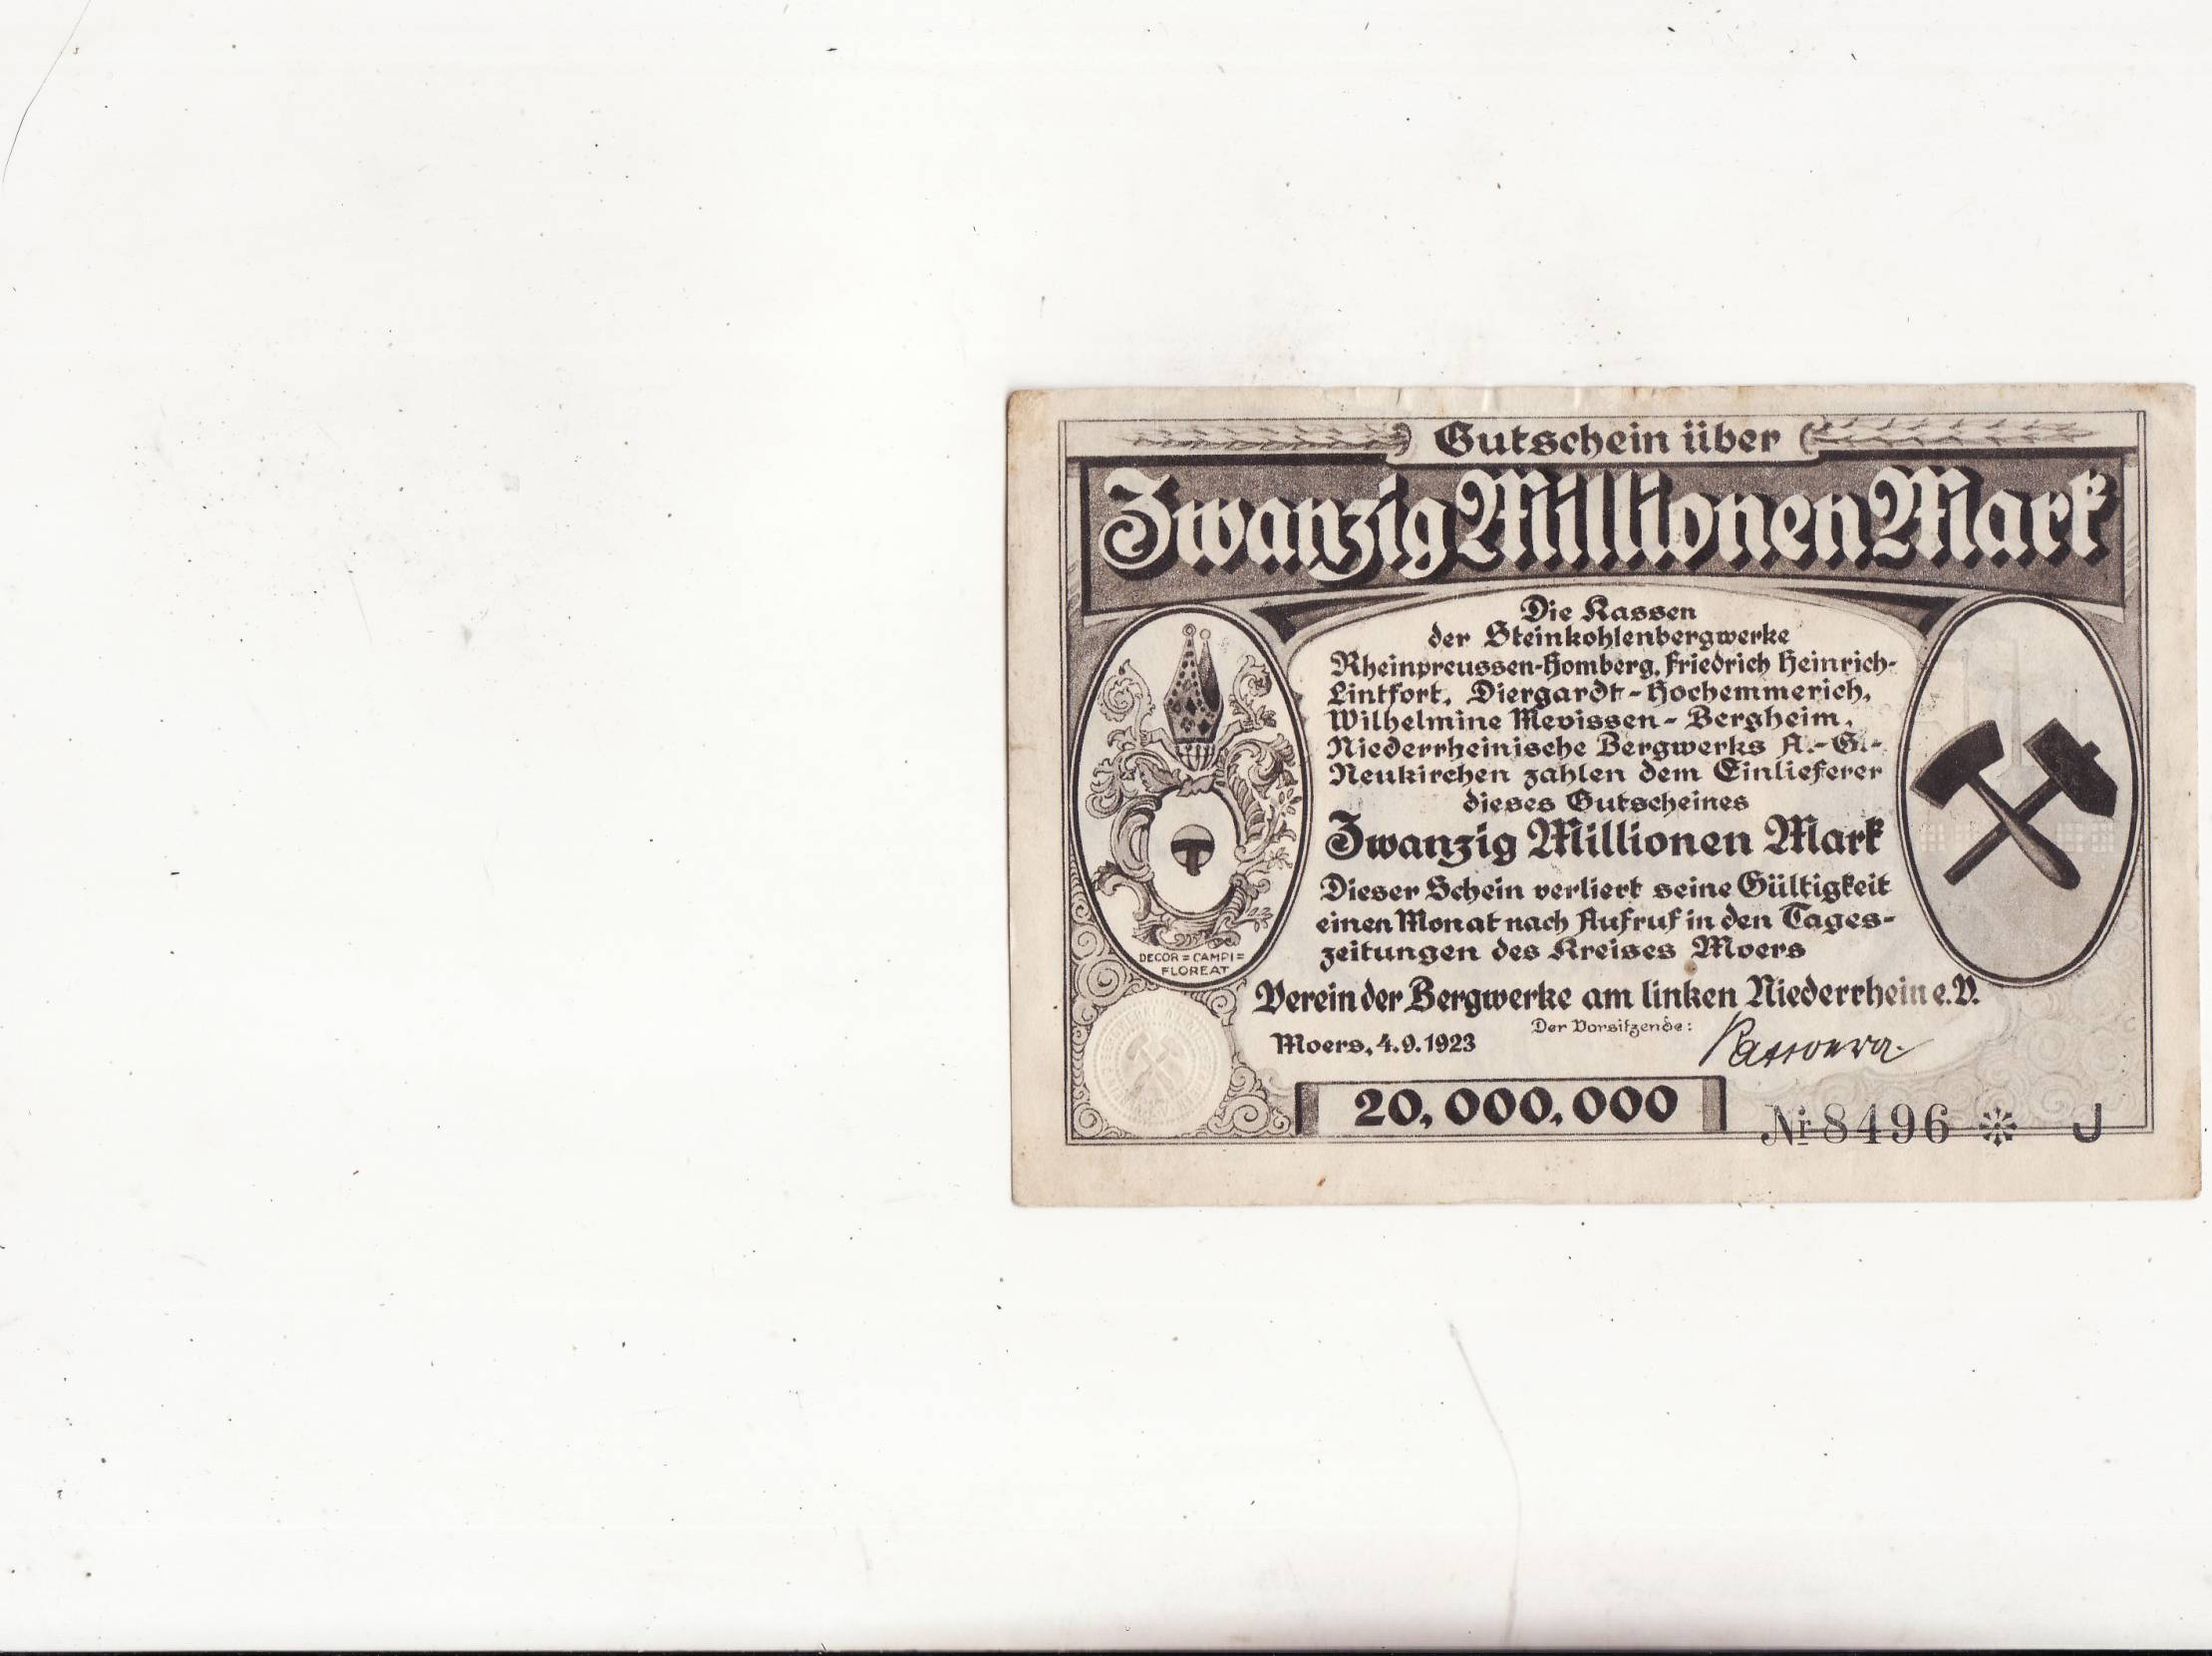 Gutschein über
Zwanzig Millionen Mark
Die Kassen
der Steinkohlenbergwerke
Rheinpreussen-Homberg, Friedrich Heinrich-
Lintfort, Diergardt-Hochemmerich,
Wilhelmine Mevissen-Bergheim,
Niederrheinische Bergwerks A.-G.-
Neukirchen zahlen dem Einlieferer
dieses Gutscheines
Zwanzig Millionen Mark
Dieser Schein verliert seine Gültigkeit
einen Monat nach Aufruf in den Tages-
zeitungen des Kreises Moers
DECOR = CAMPI =
FLOREAT
Verein der Bergwerke am linken Niederrhein e.V.
Der Vorsitzende:
Moers, 4.9.1923
20,000,000
Nr 8496 * J